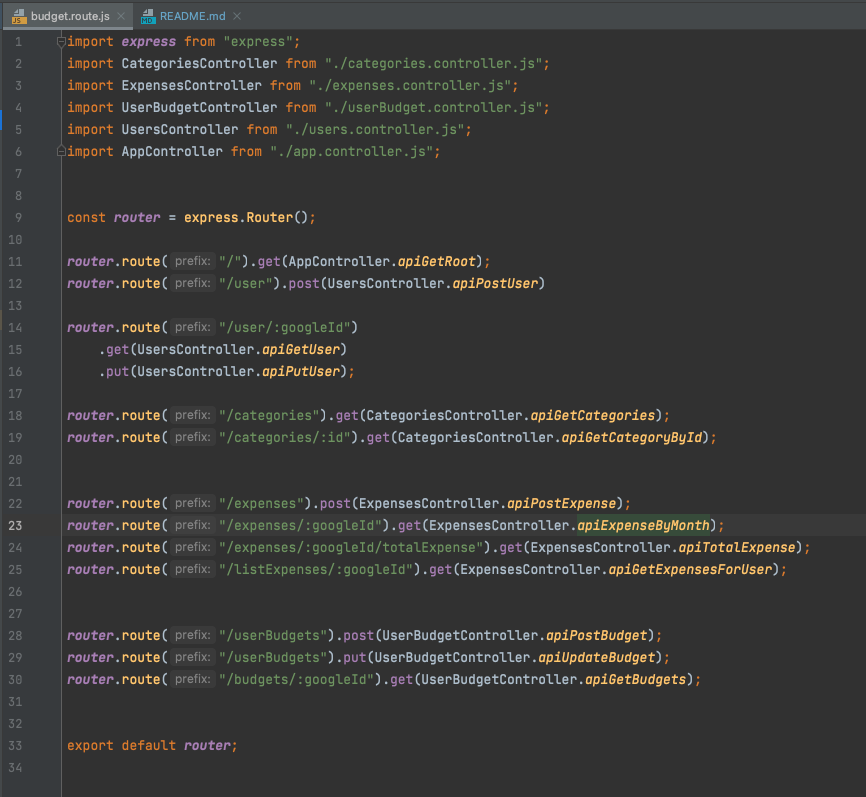 budget.route.js README.md
1 import express from "express";
2 import CategoriesController from "./categories.controller.js";
3 import ExpensesController from "./expenses.controller.js";
4 import UserBudgetController from "./userBudget.controller.js";
5 import UsersController from "./users.controller.js";
6 import AppController from "./app.controller.js";
7
8
9 const router = express.Router();
10
11 router.route( prefix: "/").get(AppController.apiGetRoot);
12 router.route( prefix: "/user").post(UsersController.apiPostUser)
13
14 router.route( prefix: "/user/:googleId")
15     .get(UsersController.apiGetUser)
16     .put(UsersController.apiPutUser);
17
18 router.route( prefix: "/categories").get(CategoriesController.apiGetCategories);
19 router.route( prefix: "/categories/:id").get(CategoriesController.apiGetCategoryById);
20
21
22 router.route( prefix: "/expenses").post(ExpensesController.apiPostExpense);
23 router.route( prefix: "/expenses/:googleId").get(ExpensesController.apiExpenseByMonth);
24 router.route( prefix: "/expenses/:googleId/totalExpense").get(ExpensesController.apiTotalExpense);
25 router.route( prefix: "/listExpenses/:googleId").get(ExpensesController.apiGetExpensesForUser);
26
27
28 router.route( prefix: "/userBudgets").post(UserBudgetController.apiPostBudget);
29 router.route( prefix: "/userBudgets").put(UserBudgetController.apiUpdateBudget);
30 router.route( prefix: "/budgets/:googleId").get(UserBudgetController.apiGetBudgets);
31
32
33 export default router;
34